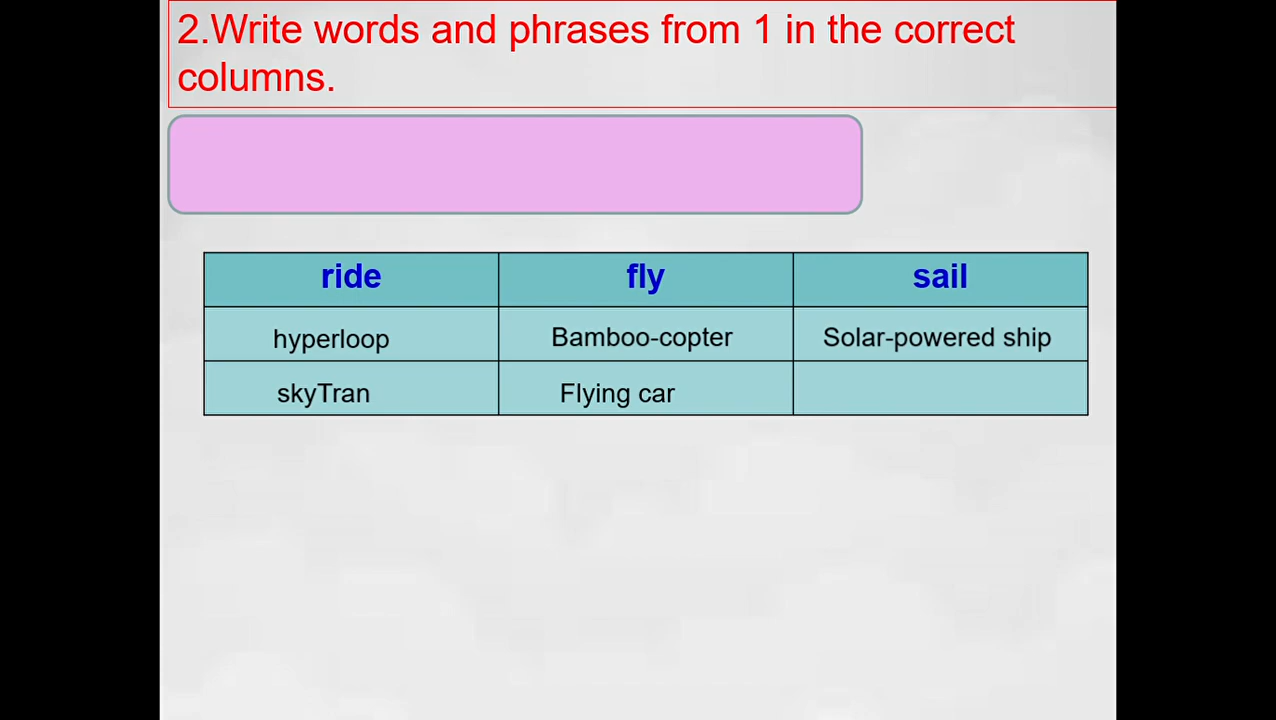 2.Write words and phrases from 1 in the correct
columns.
ride fly sail
hyperloop Bamboo-copter Solar-powered ship
skyTran Flying car